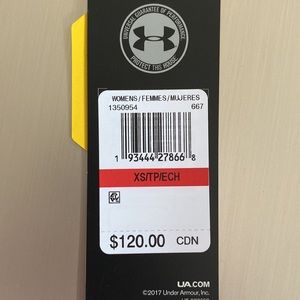 UNIVERSAL GUARANTEE OF PERFORMANCE
PROTECT THIS HOUSE
WOMENS/FEMMES/MUJERES
1350954 667
1 93444 27866 8
XS/TP/ECH
$120.00 CDN
UA.COM
©2017 Under Armour, Inc.